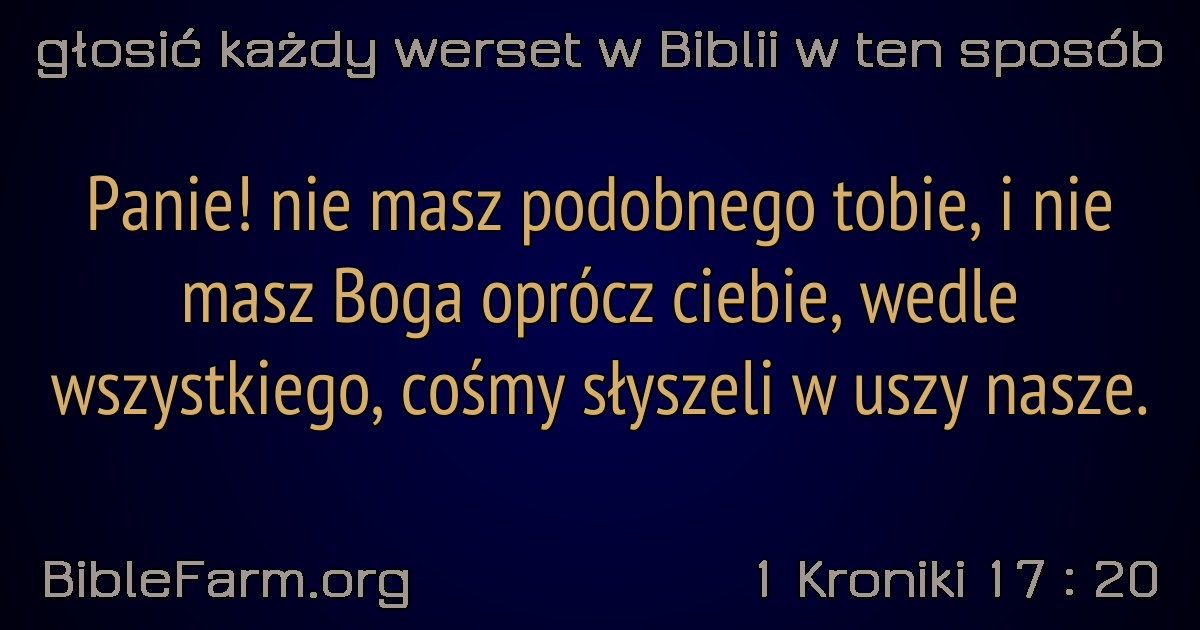 głosić każdy werset w Biblii w ten sposób
Panie! nie masz podobnego tobie, i nie
masz Boga oprócz ciebie, wedle
wszystkiego, cośmy słyszeli w uszy nasze.
BibleFarm.org
1 Kroniki 17 : 20